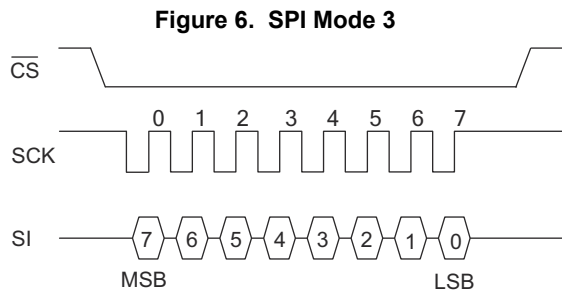 Figure 6. SPI Mode 3
CS
0 1 2 3 4 5 6 7
SCK
SI 7 6 5 4 3 2 1 0
MSB LSB